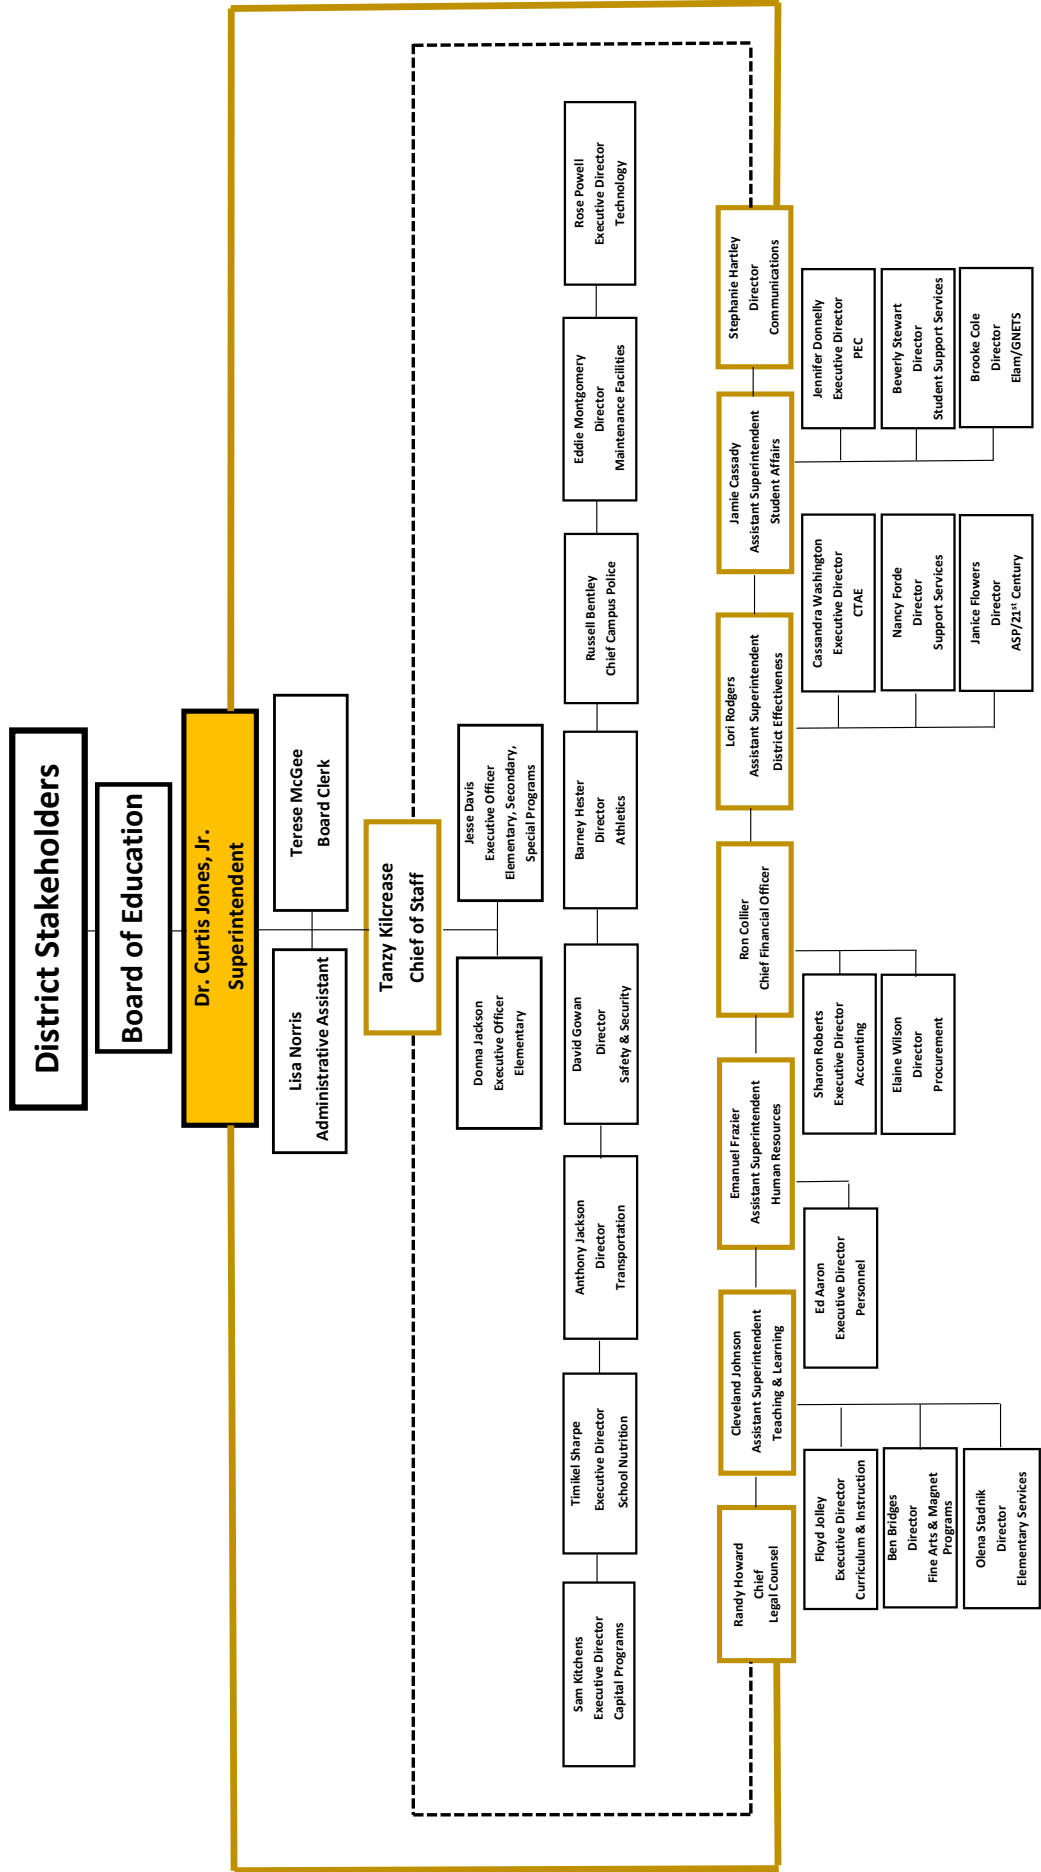 District Stakeholders
Board of Education
Dr. Curtis Jones, Jr.
Superintendent
Lisa Norris
Administrative Assistant
Terese McGee
Board Clerk
Tanzy Kilcrease
Chief of Staff
Donna Jackson
Executive Officer
Elementary
Jesse Davis
Executive Officer
Elementary, Secondary,
Special Programs
Sam Kitchens
Executive Director
Capital Programs
Timikel Sharpe
Executive Director
School Nutrition
Anthony Jackson
Director
Transportation
David Gowan
Director
Safety & Security
Barney Hester
Director
Athletics
Russell Bentley
Chief Campus Police
Eddie Montgomery
Director
Maintenance Facilities
Rose Powell
Executive Director
Technology
Randy Howard
Chief
Legal Counsel
Cleveland Johnson
Assistant Superintendent
Teaching & Learning
Emanuel Frazier
Assistant Superintendent
Human Resources
Ron Collier
Chief Financial Officer
Lori Rodgers
Assistant Superintendent
District Effectiveness
Jamie Cassady
Assistant Superintendent
Student Affairs
Stephanie Hartley
Director
Communications
Floyd Jolley
Executive Director
Curriculum & Instruction
Ben Bridges
Director
Fine Arts & Magnet
Programs
Olena Stadnik
Director
Elementary Services
Ed Aaron
Executive Director
Personnel
Sharon Roberts
Executive Director
Accounting
Elaine Wilson
Director
Procurement
Cassandra Washington
Executive Director
CTAE
Nancy Forde
Director
Support Services
Janice Flowers
Director
ASP/21st Century
Jennifer Donnelly
Executive Director
PEC
Beverly Stewart
Director
Student Support Services
Brooke Cole
Director
Elam/GNETS